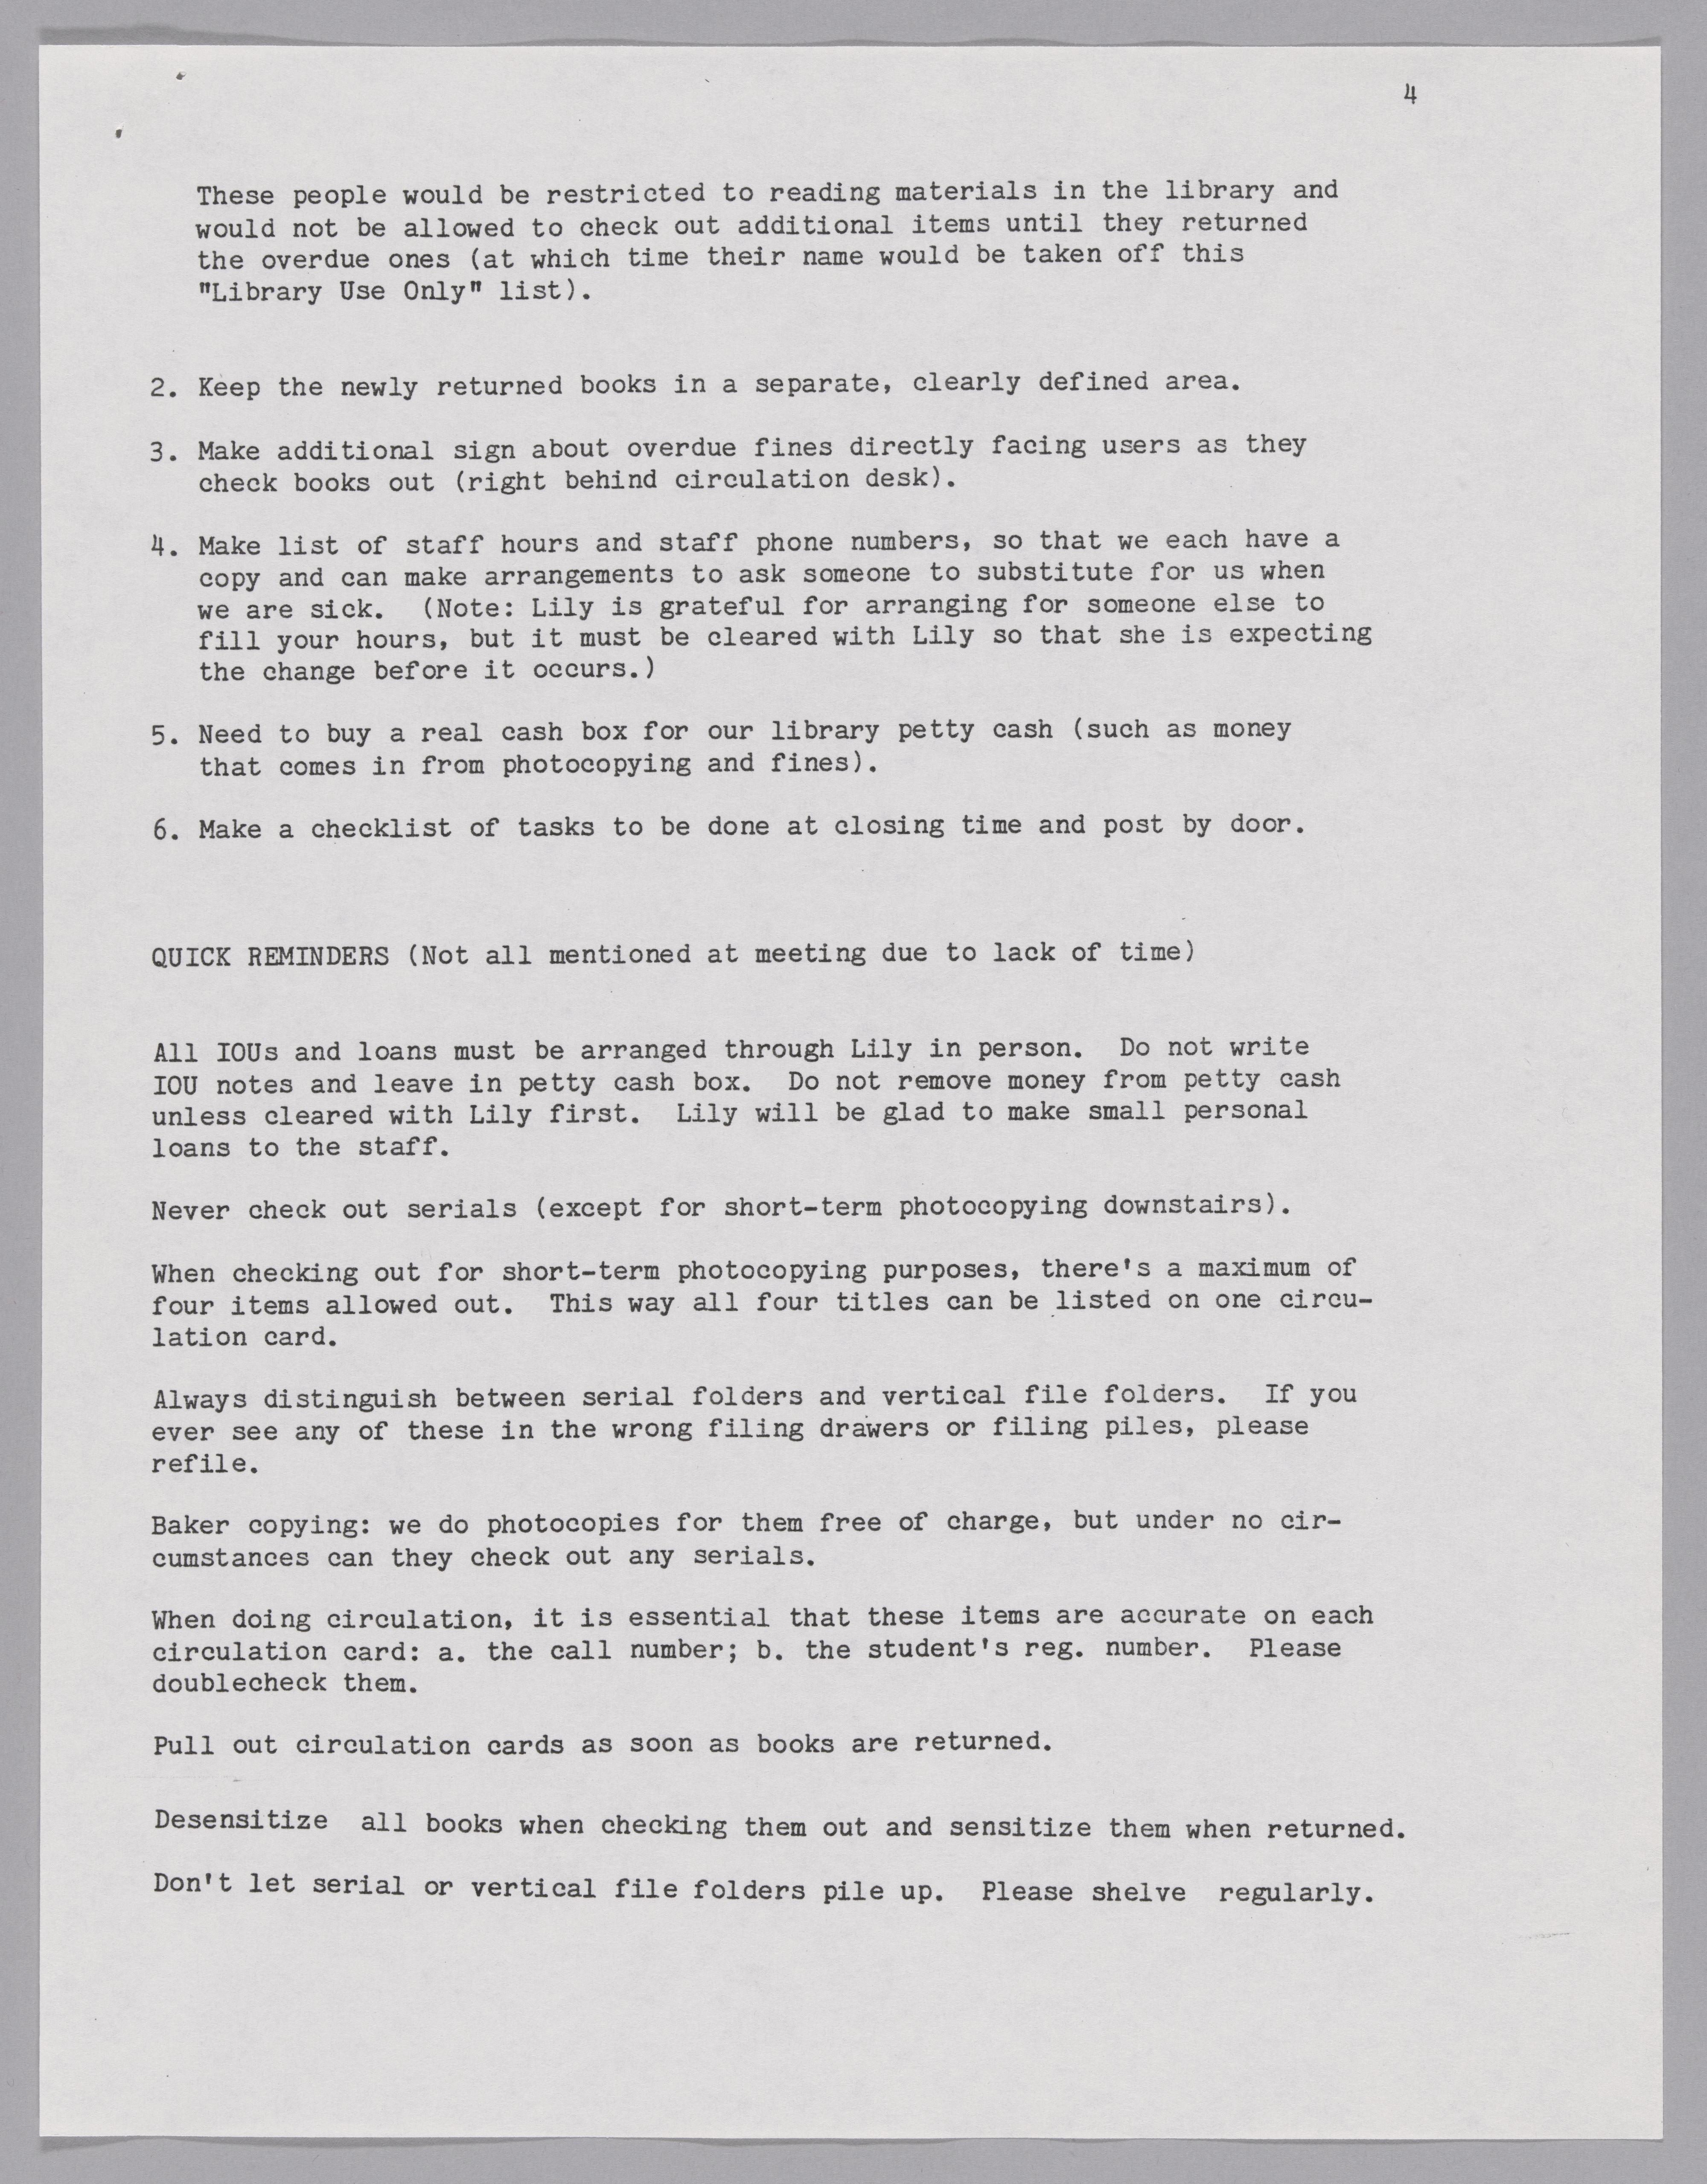 4
These people would be restricted to reading materials in the library and
would not be allowed to check out additional items until they returned
the overdue ones (at which time their name would be taken off this
"Library Use Only" list).
2. Keep the newly returned books in a separate, clearly defined area.
3. Make additional sign about overdue fines directly facing users as they
check books out (right behind circulation desk).
4. Make list of staff hours and staff phone numbers, so that we each have a
copy and can make arrangements to ask someone to substitute for us when
we are sick.  (Note: Lily is grateful for arranging for someone else to
fill your hours, but it must be cleared with Lily so that she is expecting
the change before it occurs.)
5. Need to buy a real cash box for our library petty cash (such as money
that comes in from photocopying and fines).
6. Make a checklist of tasks to be done at closing time and post by door.
QUICK REMINDERS (Not all mentioned at meeting due to lack of time)
All IOUs and loans must be arranged through Lily in person.  Do not write
IOU notes and leave in petty cash box.  Do not remove money from petty cash
unless cleared with Lily first.  Lily will be glad to make small personal
loans to the staff.
Never check out serials (except for short-term photocopying downstairs).
When checking out for short-term photocopying purposes, there's a maximum of
four items allowed out.  This way all four titles can be listed on one circu-
lation card.
Always distinguish between serial folders and vertical file folders.  If you
ever see any of these in the wrong filing drawers or filing piles, please
refile.
Baker copying: we do photocopies for them free of charge, but under no cir-
cumstances can they check out any serials.
When doing circulation, it is essential that these items are accurate on each
circulation card: a. the call number; b. the student's reg. number.  Please
doublecheck them.
Pull out circulation cards as soon as books are returned.
Desensitize  all books when checking them out and sensitize them when returned.
Don't let serial or vertical file folders pile up.  Please shelve  regularly.